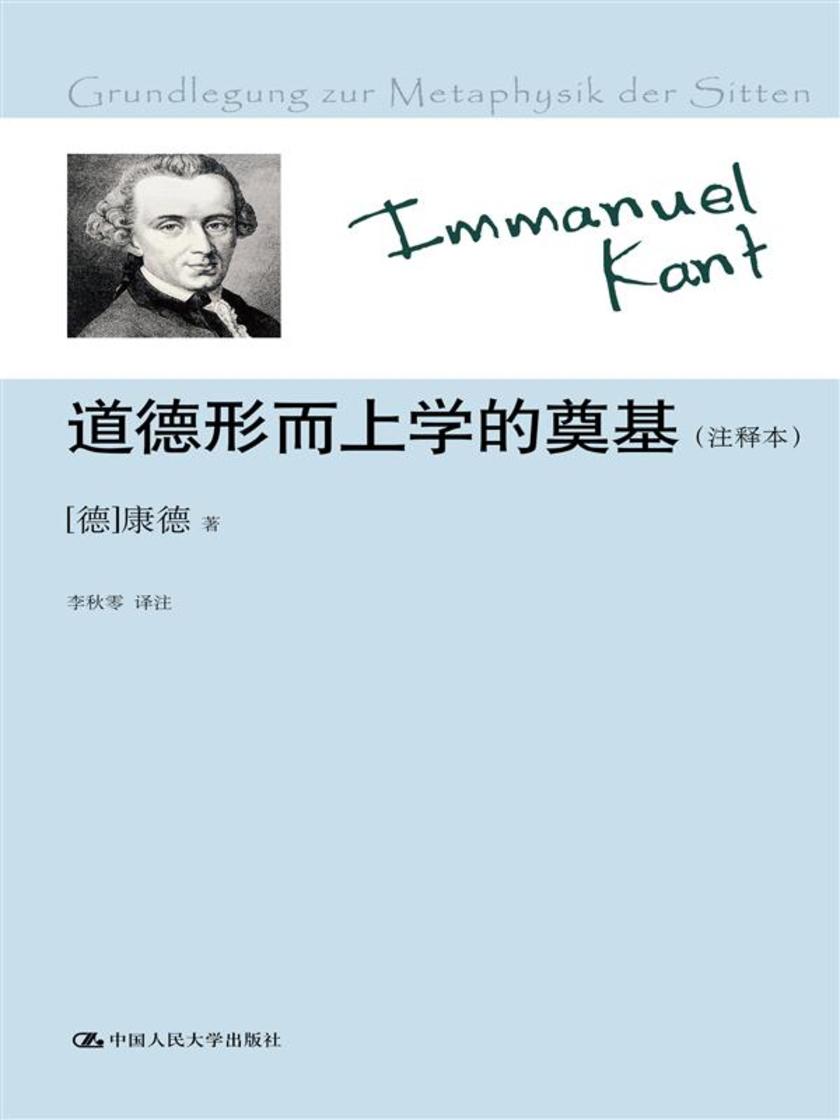 Grundlegung zur Metaphysik der Sitten
Immanuel
Kant
道德形而上学的奠基（注释本）
[德]康德 著
李秋零 译注
中国人民大学出版社